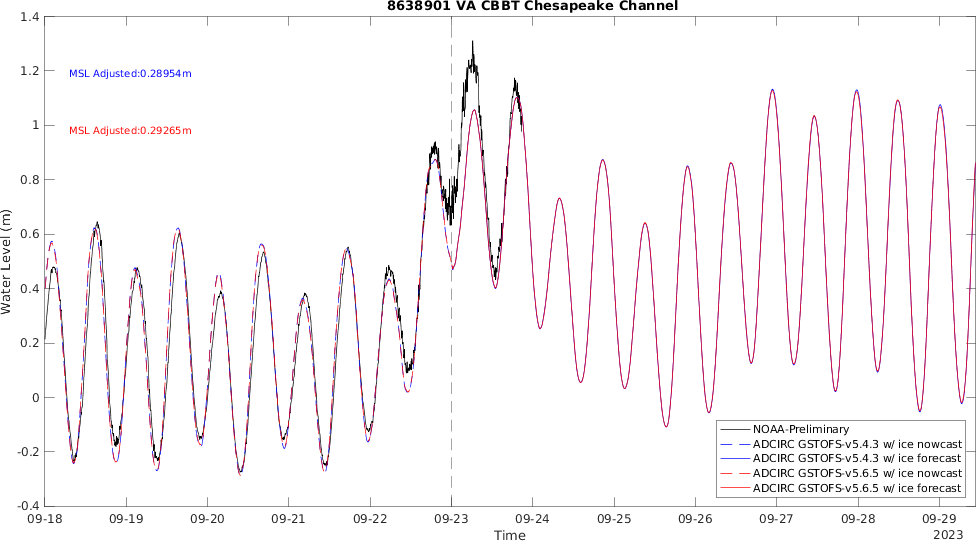 8638901 VA CBBT Chesapeake Channel
1.4
1.2
1
0.8
0.6
0.4
0.2
0
-0.2
-0.4
Water Level (m)
MSL Adjusted:0.28954m
MSL Adjusted:0.29265m
NOAA-Preliminary
ADCIRC GSTOFS-v5.4.3 w/ ice nowcast
ADCIRC GSTOFS-v5.4.3 w/ ice forecast
ADCIRC GSTOFS-v5.6.5 w/ ice nowcast
ADCIRC GSTOFS-v5.6.5 w/ ice forecast
09-18 09-19 09-20 09-21 09-22 09-23 09-24 09-25 09-26 09-27 09-28 09-29
2023
Time